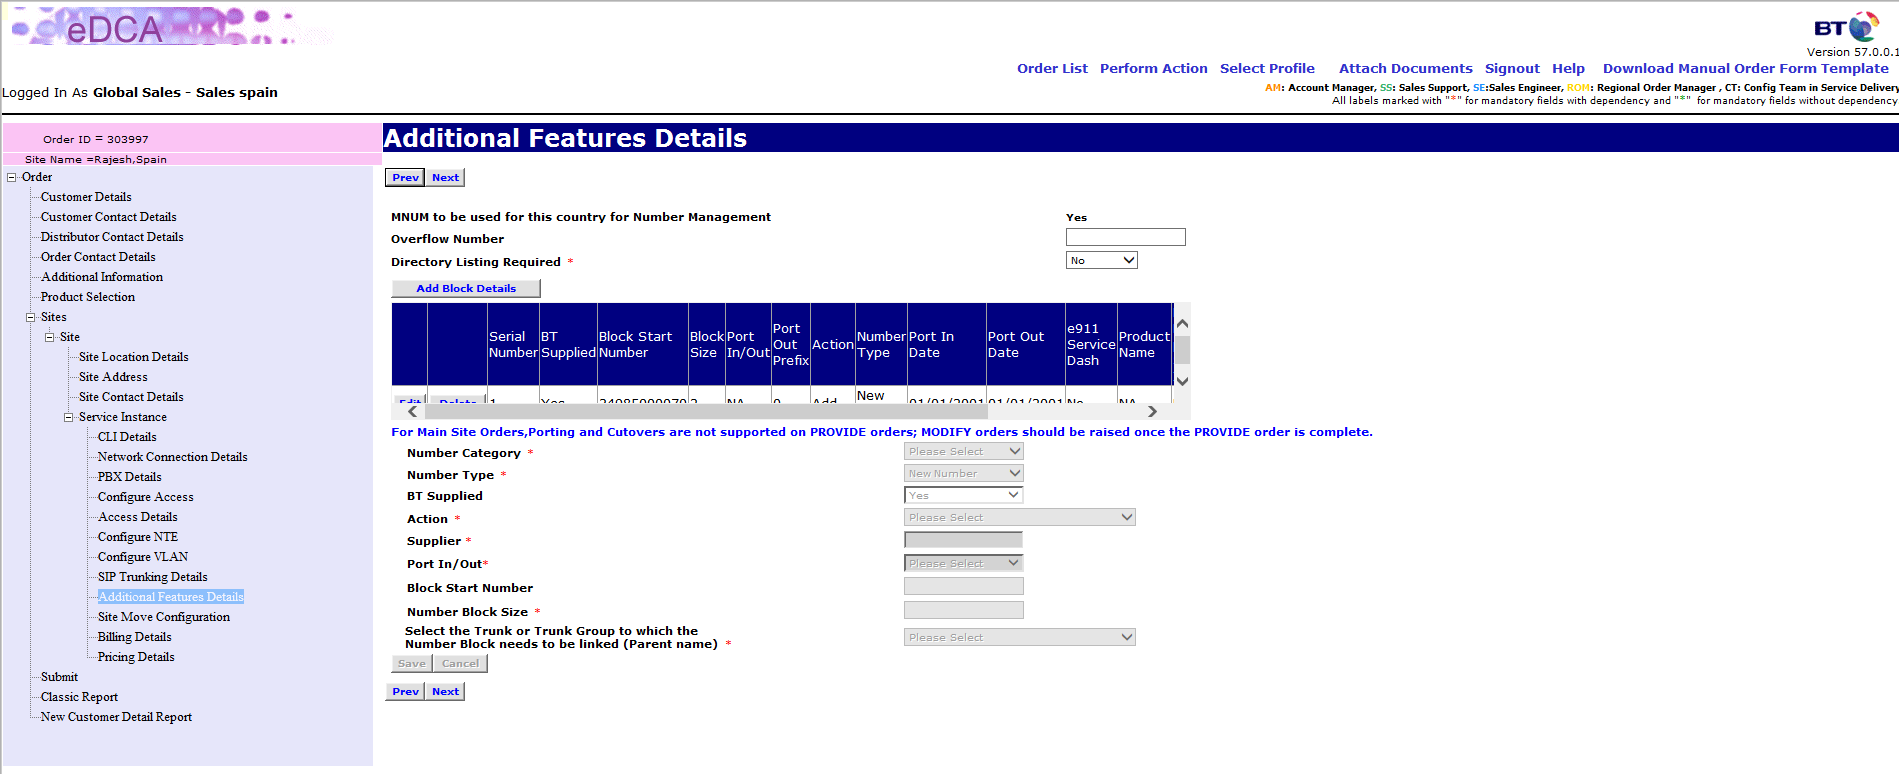 eDCA
BT
Version 57.0.0.1
Order List Perform Action Select Profile Attach Documents Signout Help Download Manual Order Form Template
Logged In As Global Sales - Sales spain
AM: Account Manager, SS: Sales Support, SE:Sales Engineer, ROM: Regional Order Manager , CT: Config Team in Service Delivery
All labels marked with "*" for mandatory fields with dependency and "*" for mandatory fields without dependency
Order ID = 303997
Site Name =Rajesh,Spain
Order
Customer Details
Customer Contact Details
Distributor Contact Details
Order Contact Details
Additional Information
Product Selection
Sites
Site
Site Location Details
Site Address
Site Contact Details
Service Instance
CLI Details
Network Connection Details
PBX Details
Configure Access
Access Details
Configure NTE
Configure VLAN
SIP Trunking Details
Additional Features Details
Site Move Configuration
Billing Details
Pricing Details
Submit
Classic Report
New Customer Detail Report
Additional Features Details
Prev Next
MNUM to be used for this country for Number Management Yes
Overflow Number
Directory Listing Required * No
Add Block Details
Serial Number BT Supplied Block Start Number Block Size Port In/Out Port Out Prefix Action Number Type Port In Date Port Out Date e911 Service Dash Product Name
Edit Delete 1 Yes 2 NA 0 Add New 01/01/2001 01/01/2001 No NA
For Main Site Orders,Porting and Cutovers are not supported on PROVIDE orders; MODIFY orders should be raised once the PROVIDE order is complete.
Number Category * Please Select
Number Type * New Number
BT Supplied Yes
Action * Please Select
Supplier *
Port In/Out* Please Select
Block Start Number
Number Block Size *
Select the Trunk or Trunk Group to which the
Number Block needs to be linked (Parent name) * Please Select
Save Cancel
Prev Next